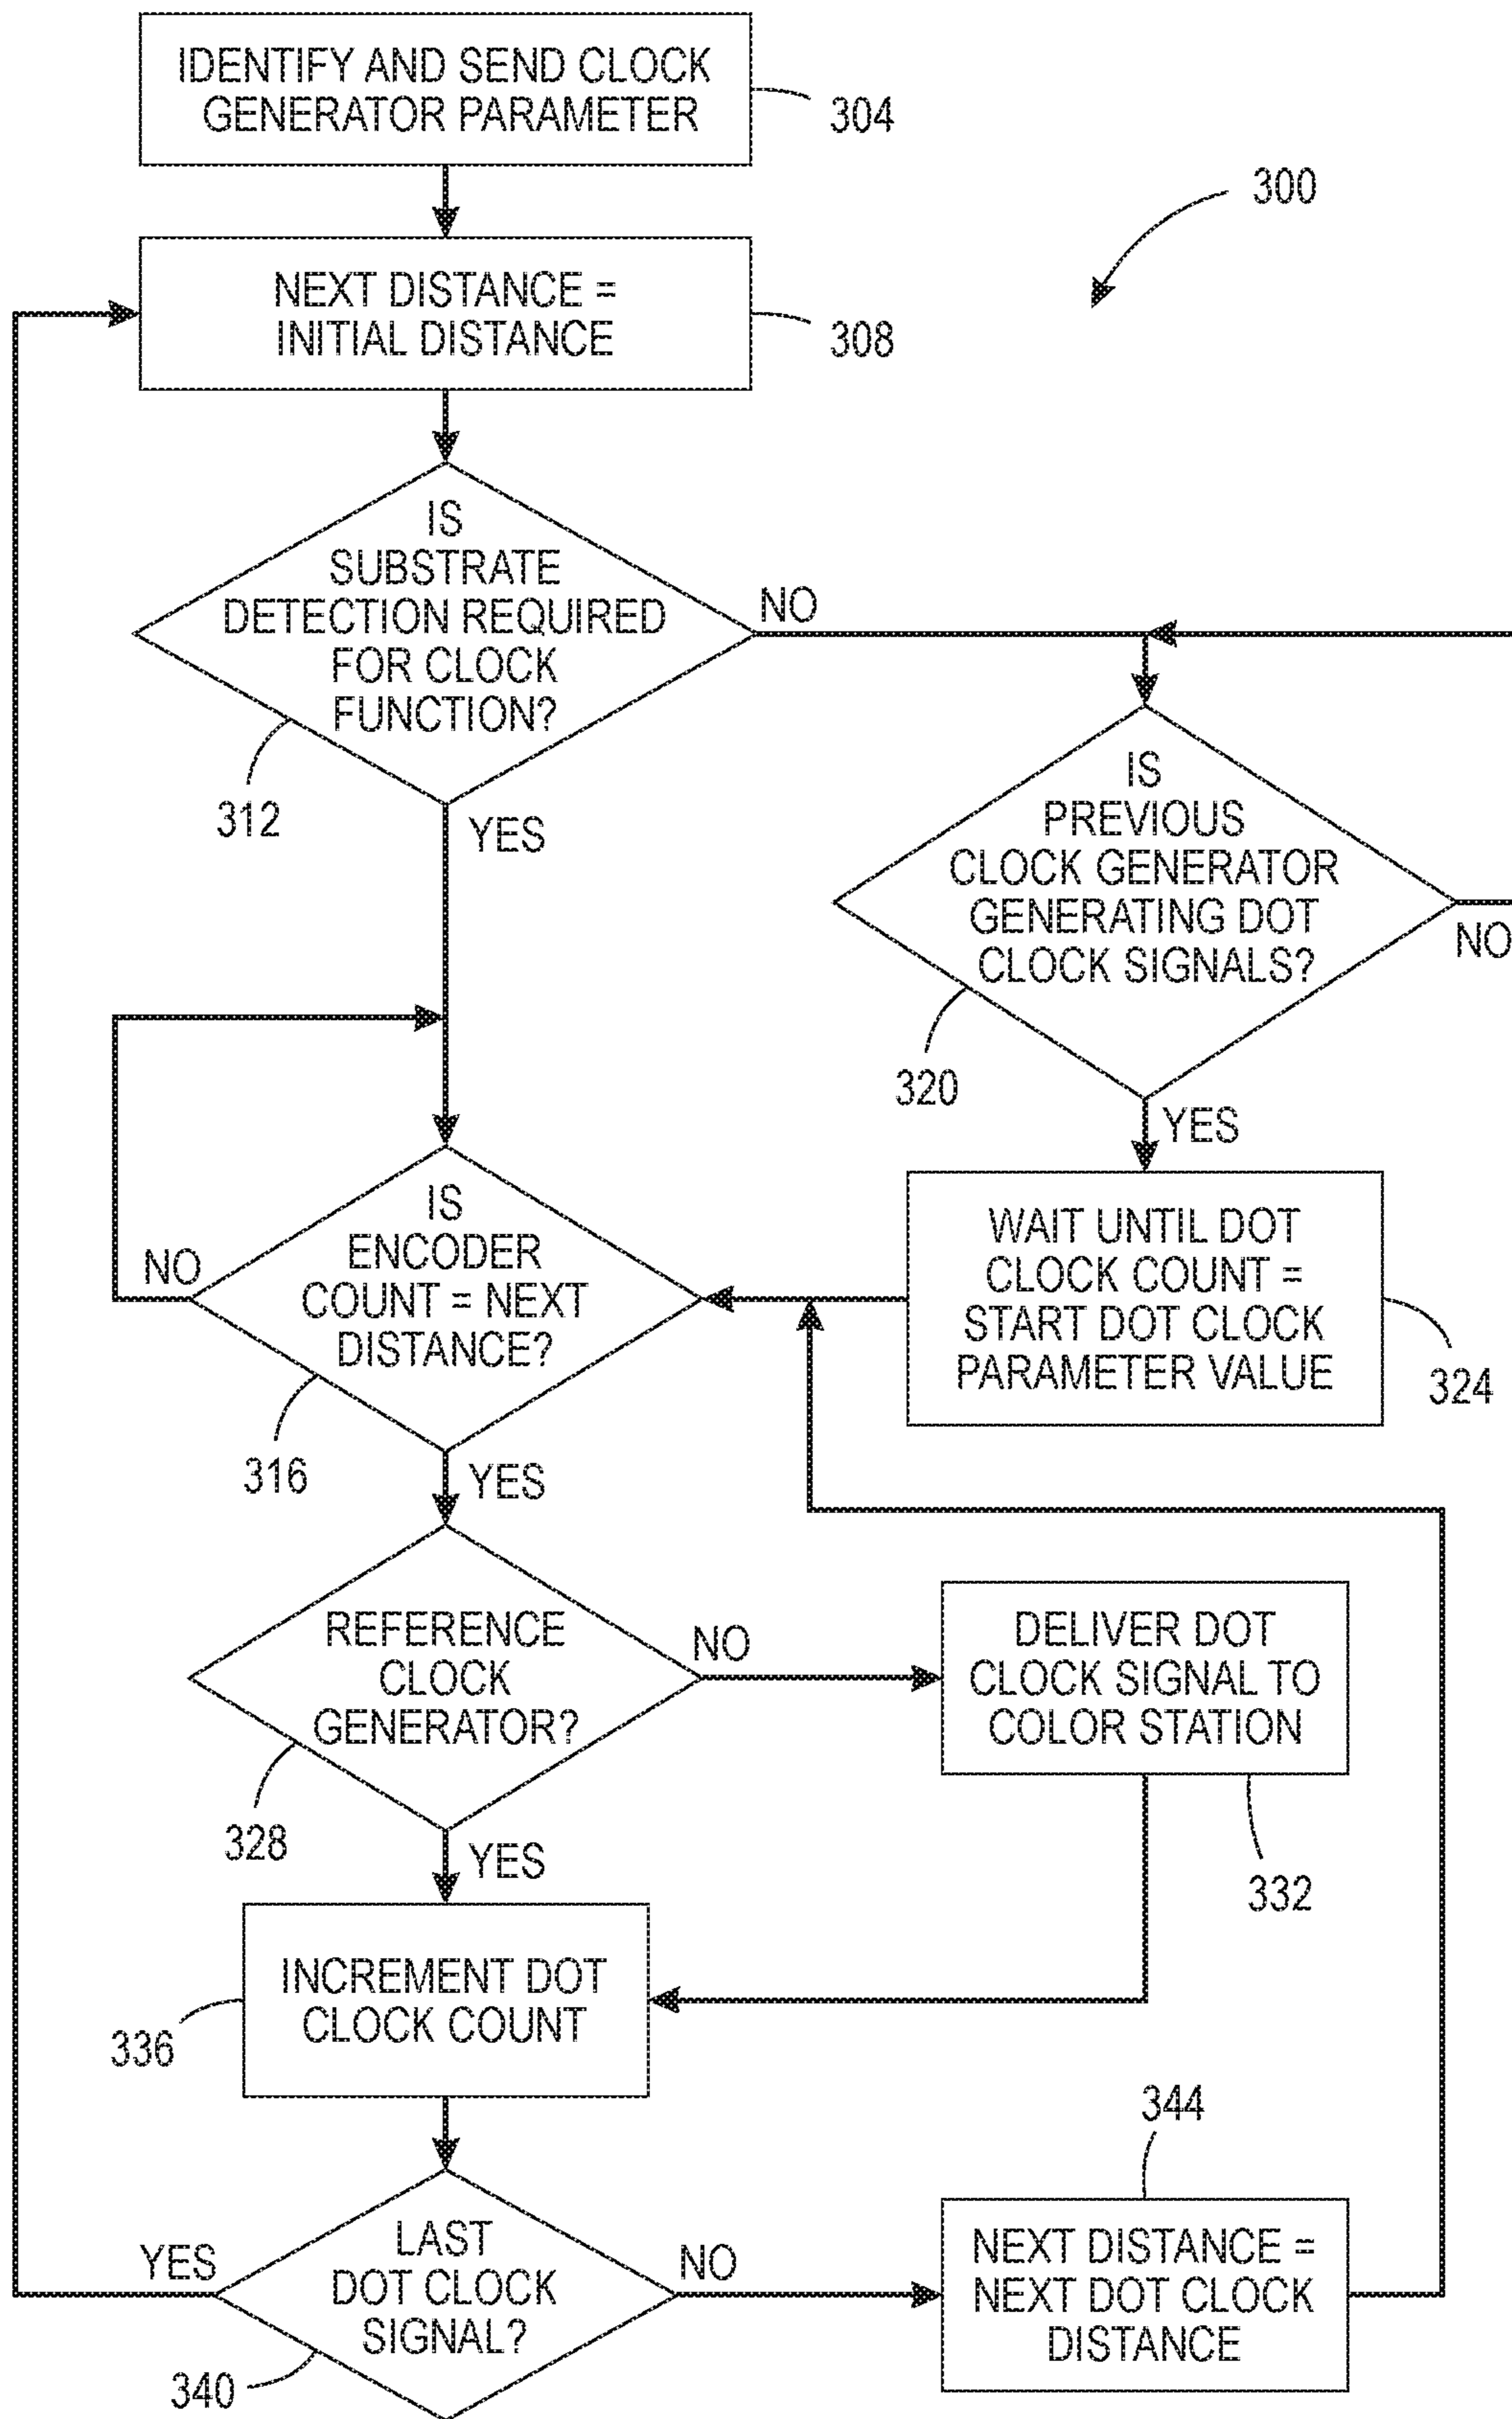 IDENTIFY AND SEND CLOCK
GENERATOR PARAMETER
304
300
NEXT DISTANCE =
INITIAL DISTANCE
308
IS
SUBSTRATE
DETECTION REQUIRED
FOR CLOCK
FUNCTION?
NO
312
YES
IS
PREVIOUS
CLOCK GENERATOR
GENERATING DOT
CLOCK SIGNALS?
NO
320
YES
IS
ENCODER
COUNT = NEXT
DISTANCE?
NO
316
YES
WAIT UNTIL DOT
CLOCK COUNT =
START DOT CLOCK
PARAMETER VALUE
324
REFERENCE
CLOCK
GENERATOR?
NO
328
YES
DELIVER DOT
CLOCK SIGNAL TO
COLOR STATION
332
INCREMENT DOT
CLOCK COUNT
336
344
LAST
DOT CLOCK
SIGNAL?
YES
NO
340
NEXT DISTANCE =
NEXT DOT CLOCK
DISTANCE